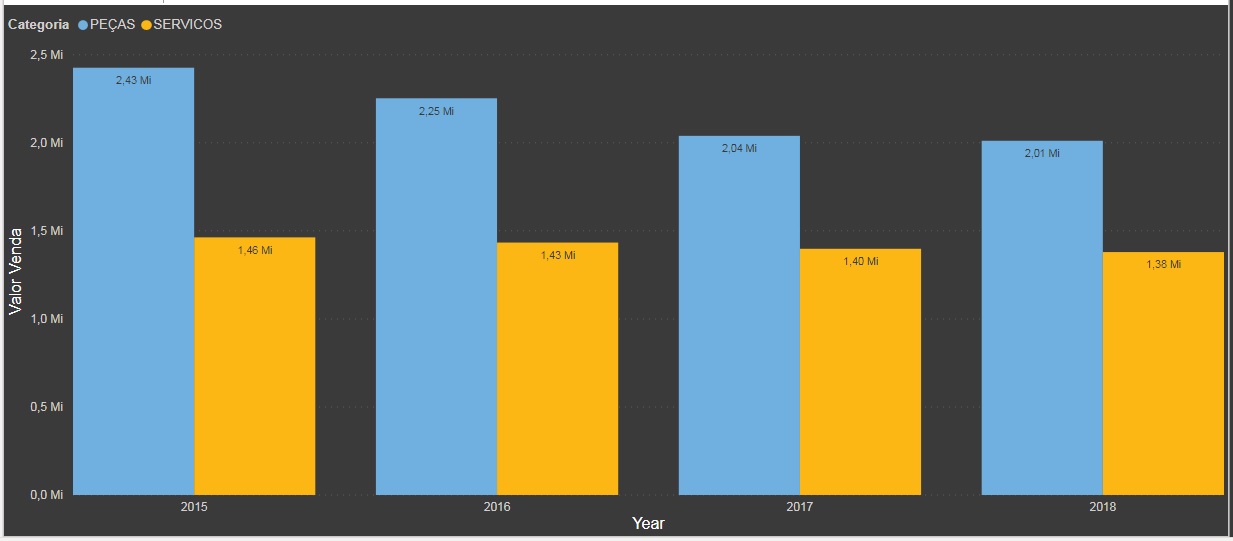 Categoria PEÇAS SERVICOS
2,5 Mi
2,43 Mi
2,25 Mi
2,0 Mi
2,04 Mi
2,01 Mi
1,5 Mi
1,46 Mi
1,43 Mi
1,40 Mi
1,38 Mi
Valor Venda
1,0 Mi
0,5 Mi
0,0 Mi
2015 2016 2017 2018
Year